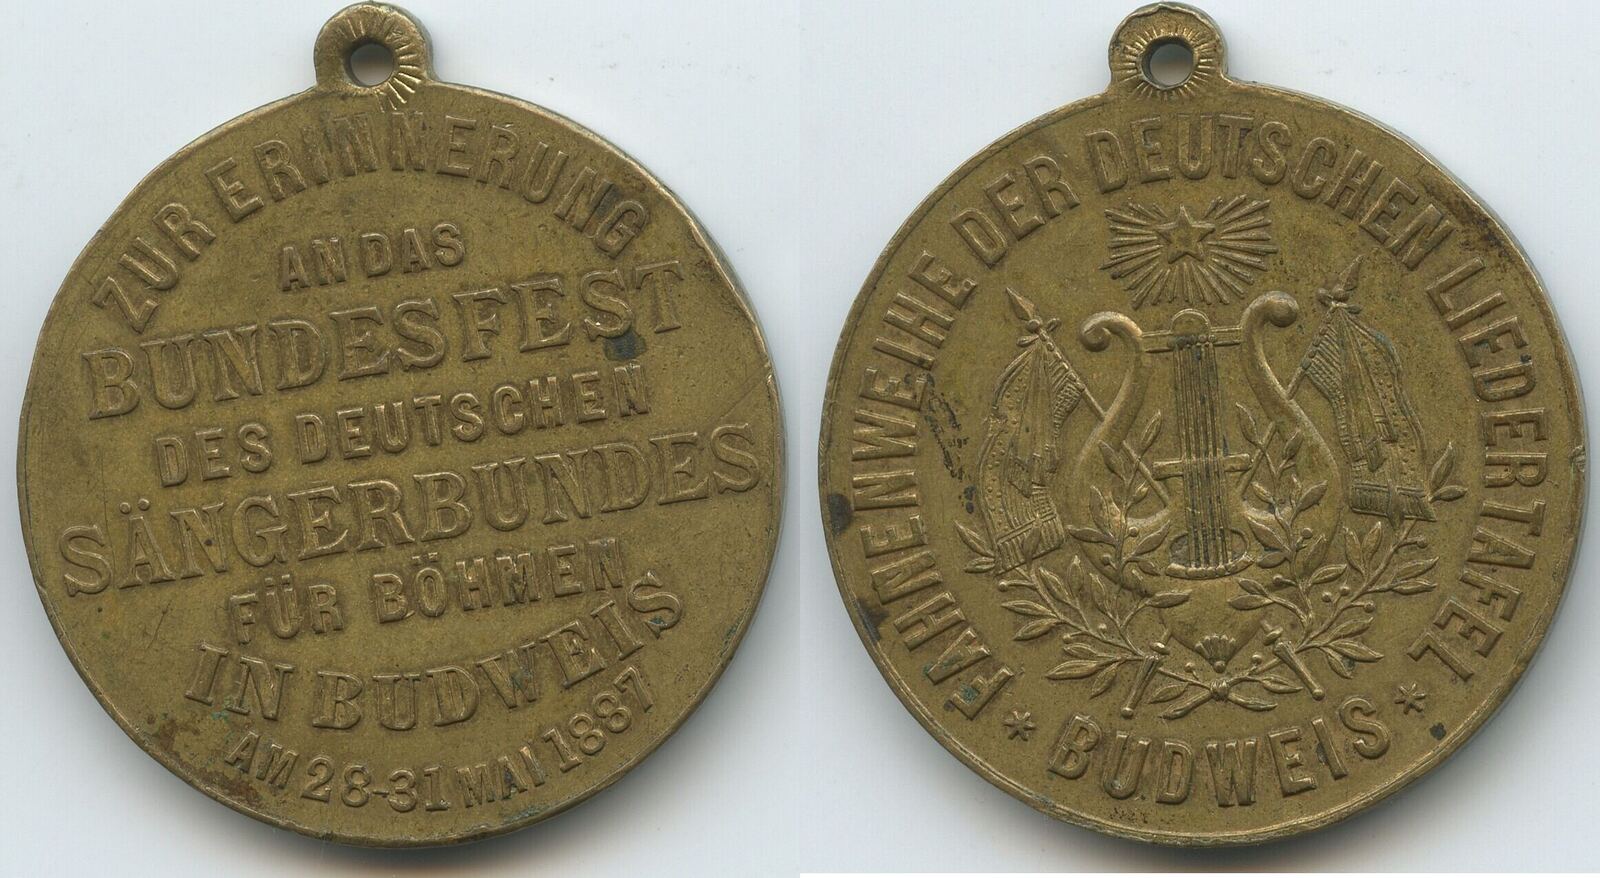 ZUR ERINNERUNG
AN DAS
BUNDESFEST
DES DEUTSCHEN
SÄNGERBUNDES
FÜR BÖHMEN
IN BUDWEIS
AM 28-31 MAI 1887
FAHNENWEIHE DER DEUTSCHEN LIEDERTAFEL
* BUDWEIS *